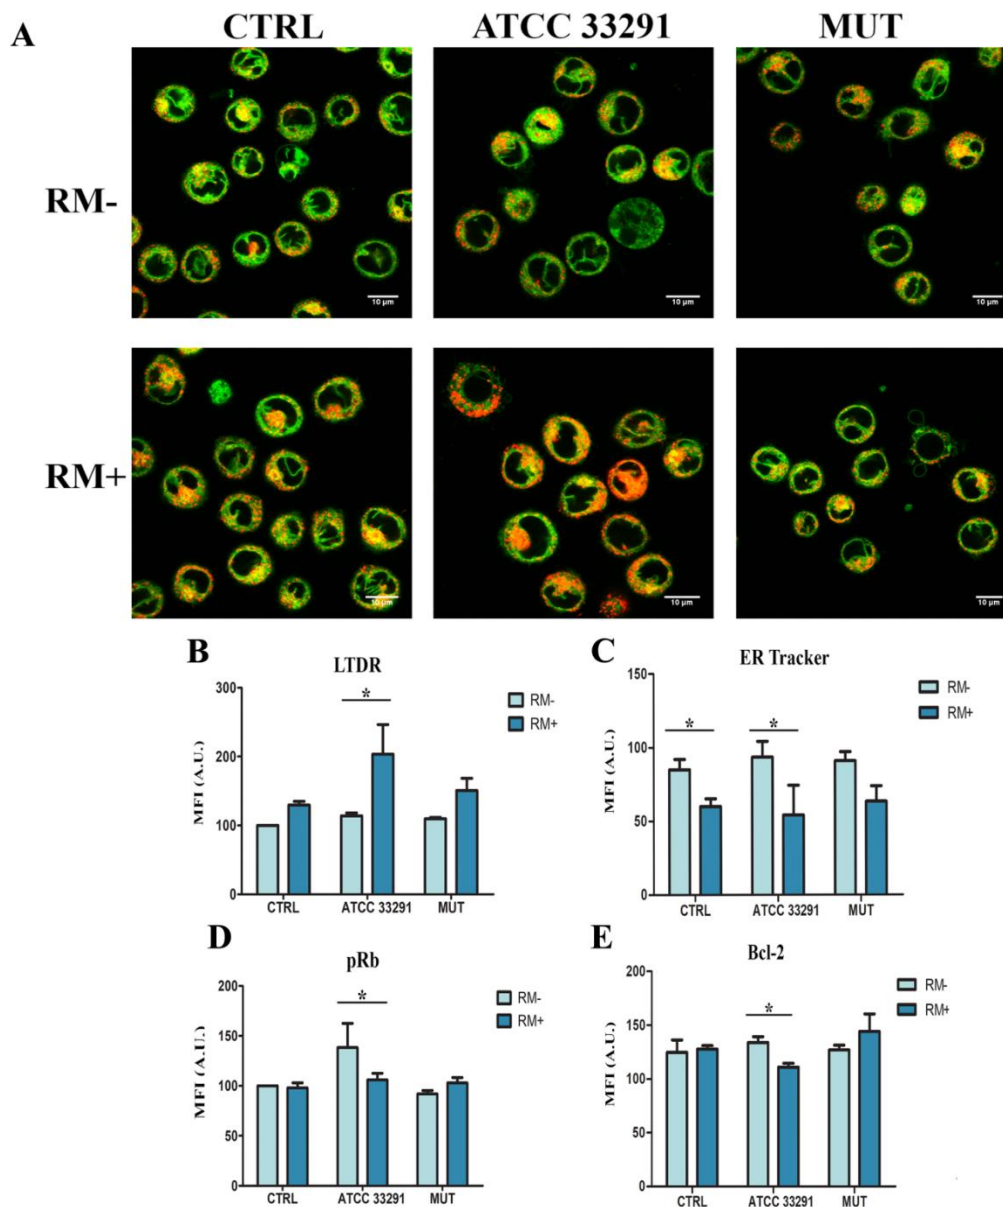 A
CTRL ATCC 33291 MUT
RM-
10 µm 10 µm 10 µm
RM+
10 µm 10 µm 10 µm
B
LTDR
MFI (A.U.)
300
200
100
0
CTRL ATCC 33291 MUT
*
RM-
RM+
C
ER Tracker
MFI (A.U.)
150
100
50
0
CTRL ATCC 33291 MUT
* *
RM-
RM+
D
pRb
MFI (A.U.)
200
150
100
50
0
CTRL ATCC 33291 MUT
*
RM-
RM+
E
Bcl-2
MFI (A.U.)
200
150
100
50
0
CTRL ATCC 33291 MUT
*
RM-
RM+